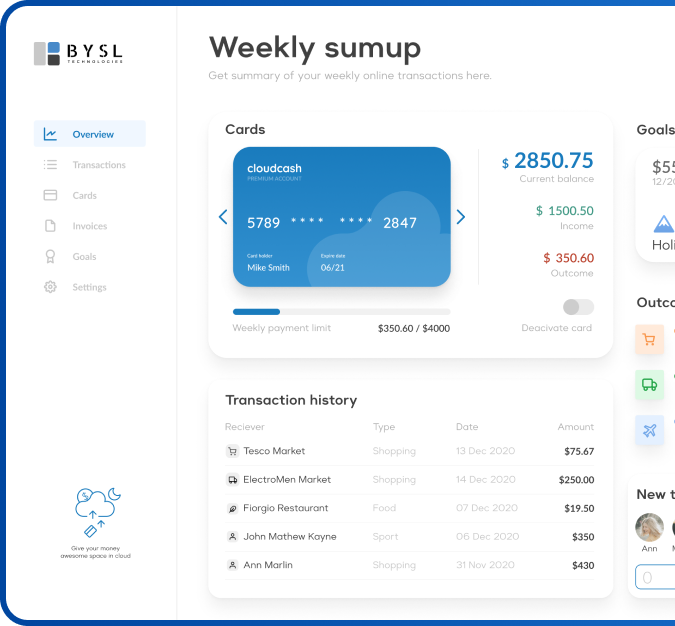 BYSL
TECHNOLOGIES
Overview
Transactions
Cards
Invoices
Goals
Settings
Give your money
awesome space in cloud
Weekly sumup
Get summary of your weekly online transactions here.
Cards
cloudcash
PREMIUM ACCOUNT
5789 **** **** 2847
Card holder Expire date
Mike Smith 06/21
Weekly payment limit $350.60 / $4000
$ 2850.75
Current balance
$ 1500.50
Income
$ 350.60
Outcome
Deacivate card
Transaction history
Reciever Type Date Amount
Tesco Market Shopping 13 Dec 2020 $75.67
ElectroMen Market Shopping 14 Dec 2020 $250.00
Fiorgio Restaurant Food 07 Dec 2020 $19.50
John Mathew Kayne Sport 06 Dec 2020 $350
Ann Marlin Shopping 31 Nov 2020 $430
Goals
$55
12/20
Holi
Outco
New t
Ann
0